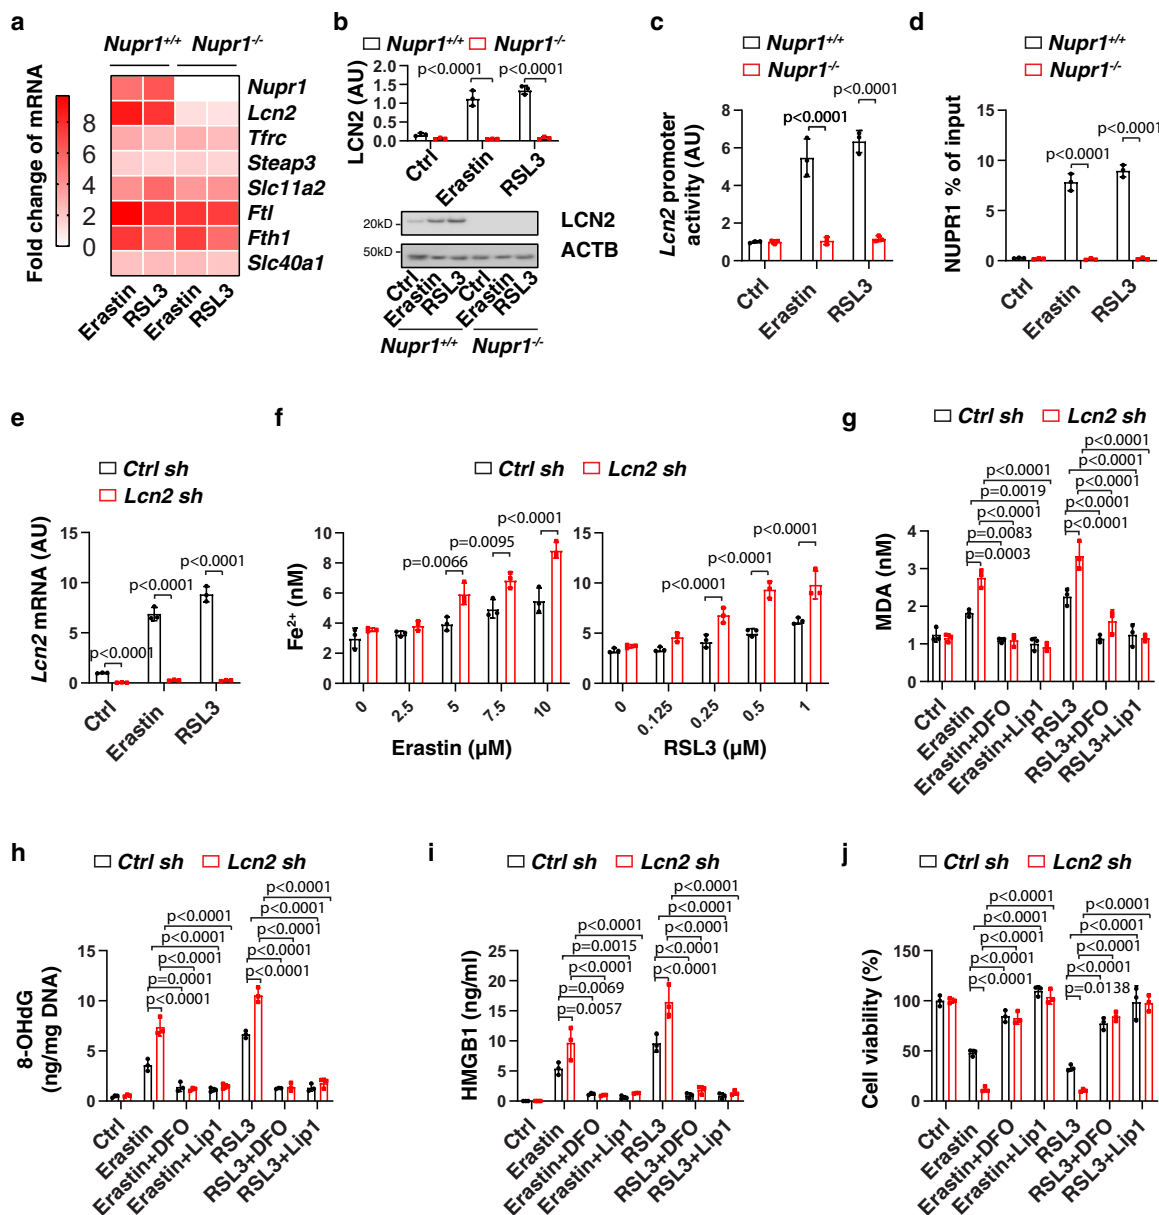 a
Nupr1+/+ Nupr1-/-
Fold change of mRNA
8
6
4
2
0
Nupr1
Lcn2
Tfrc
Steap3
Slc11a2
Ftl
Fth1
Slc40a1
Erastin RSL3 Erastin RSL3
b
Nupr1+/+ Nupr1-/-
p<0.0001 p<0.0001
LCN2 (AU)
2.0
1.5
1.0
0.5
0.0
Ctrl Erastin RSL3
20kD LCN2
50kD ACTB
Ctrl Erastin RSL3 Ctrl Erastin RSL3
Nupr1+/+ Nupr1-/-
c
Nupr1+/+
Nupr1-/-
Lcn2 promoter
activity (AU)
8
6
4
2
0
p<0.0001
p<0.0001
Ctrl Erastin RSL3
d
Nupr1+/+
Nupr1-/-
NUPR1 % of input
15
10
5
0
p<0.0001
p<0.0001
Ctrl Erastin RSL3
e
Ctrl sh
Lcn2 sh
Lcn2 mRNA (AU)
15
10
5
0
p<0.0001
p<0.0001
p<0.0001
Ctrl Erastin RSL3
f
Ctrl sh Lcn2 sh
Fe2+ (nM)
10
8
6
4
2
0
p=0.0066
p=0.0095
p<0.0001
0 2.5 5 7.5 10
Erastin (μM)
15
10
5
0
p<0.0001
p<0.0001
p<0.0001
0 0.125 0.25 0.5 1
RSL3 (μM)
g
Ctrl sh Lcn2 sh
MDA (nM)
4
3
2
1
0
p<0.0001
p=0.0019
p<0.0001
p=0.0083
p=0.0003
p<0.0001
p<0.0001
p<0.0001
p<0.0001
p<0.0001
Ctrl Erastin Erastin+DFO Erastin+Lip1 RSL3 RSL3+DFO RSL3+Lip1
h
Ctrl sh Lcn2 sh
8-OHdG
(ng/mg DNA)
15
10
5
0
p<0.0001
p<0.0001
p<0.0001
p=0.0001
p<0.0001
p<0.0001
p<0.0001
p<0.0001
p<0.0001
p<0.0001
Ctrl Erastin Erastin+DFO Erastin+Lip1 RSL3 RSL3+DFO RSL3+Lip1
i
Ctrl sh Lcn2 sh
HMGB1 (ng/ml)
25
20
15
10
5
0
p<0.0001
p=0.0015
p<0.0001
p=0.0069
p=0.0057
p<0.0001
p<0.0001
p<0.0001
p<0.0001
p<0.0001
Ctrl Erastin Erastin+DFO Erastin+Lip1 RSL3 RSL3+DFO RSL3+Lip1
j
Ctrl sh Lcn2 sh
Cell viability (%)
150
100
50
0
p<0.0001
p<0.0001
p<0.0001
p<0.0001
p<0.0001
p<0.0001
p<0.0001
p<0.0001
p<0.0001
p=0.0138
Ctrl Erastin Erastin+DFO Erastin+Lip1 RSL3 RSL3+DFO RSL3+Lip1